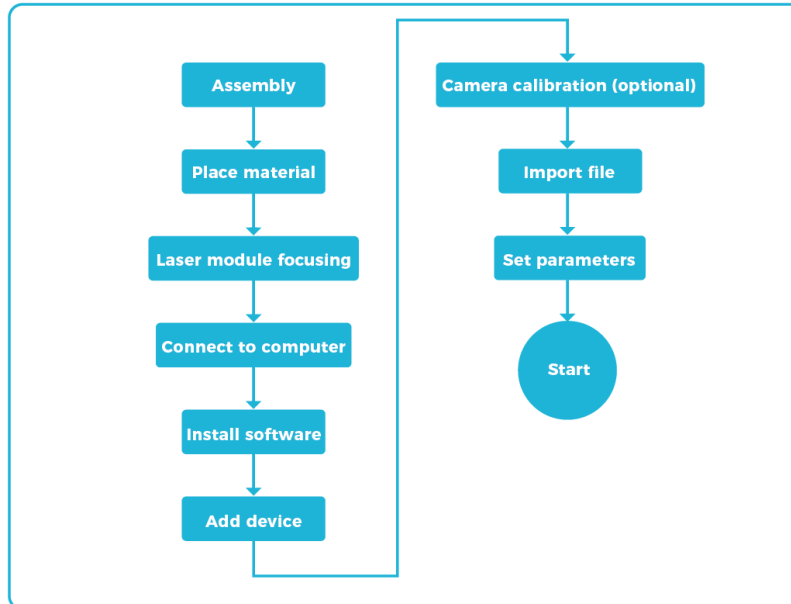 Assembly
Place material
Laser module focusing
Connect to computer
Install software
Add device
Camera calibration (optional)
Import file
Set parameters
Start